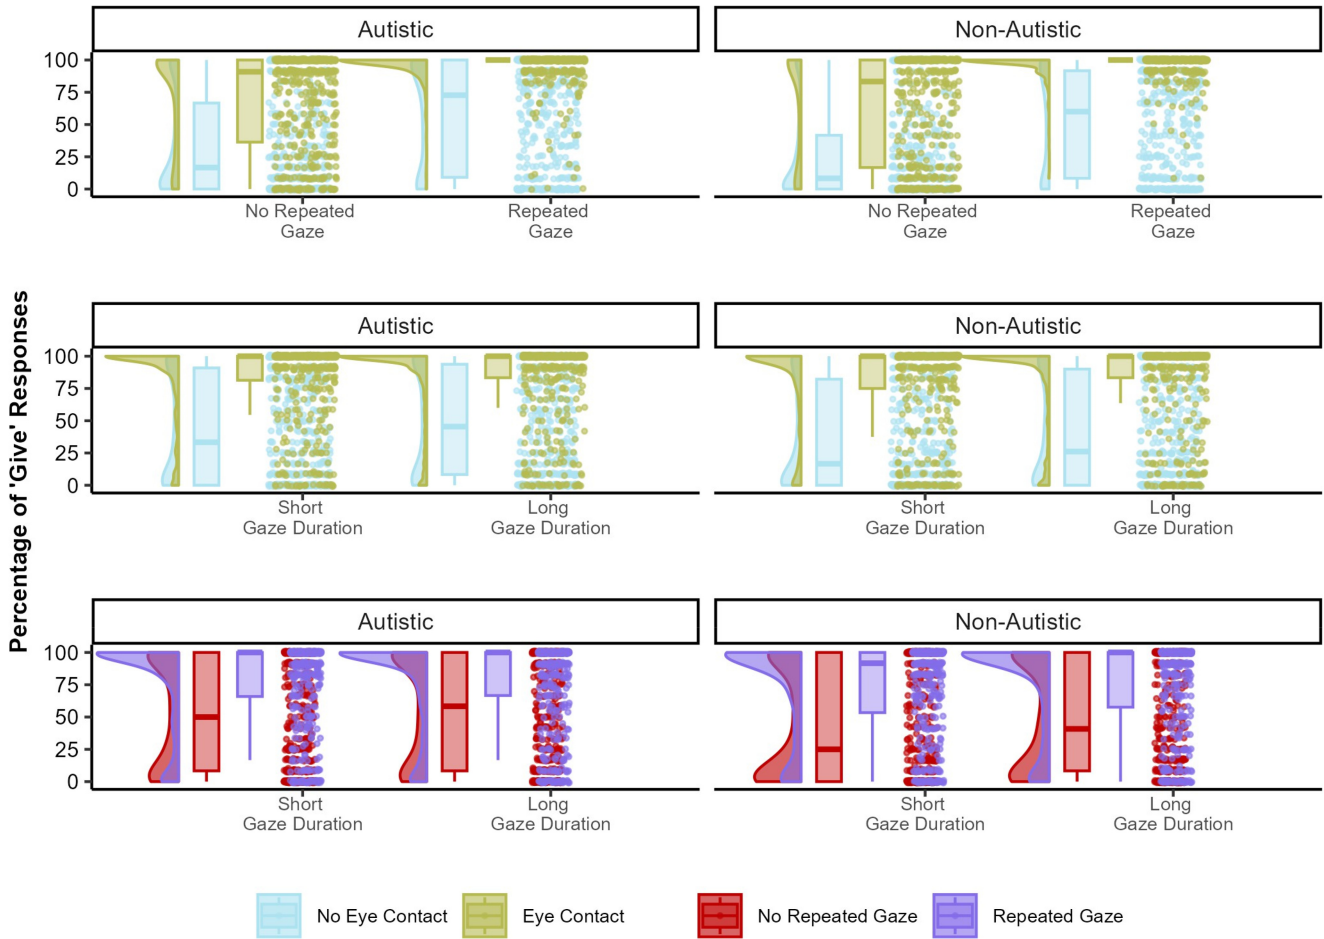 Autistic
Non-Autistic
100
75
50
25
0
100
75
50
25
0
100
75
50
25
0
Percentage of 'Give' Responses
No Repeated
Gaze
Repeated
Gaze
No Repeated
Gaze
Repeated
Gaze
Autistic
Non-Autistic
Short
Gaze Duration
Long
Gaze Duration
Short
Gaze Duration
Long
Gaze Duration
Autistic
Non-Autistic
Short
Gaze Duration
Long
Gaze Duration
Short
Gaze Duration
Long
Gaze Duration
No Eye Contact
Eye Contact
No Repeated Gaze
Repeated Gaze